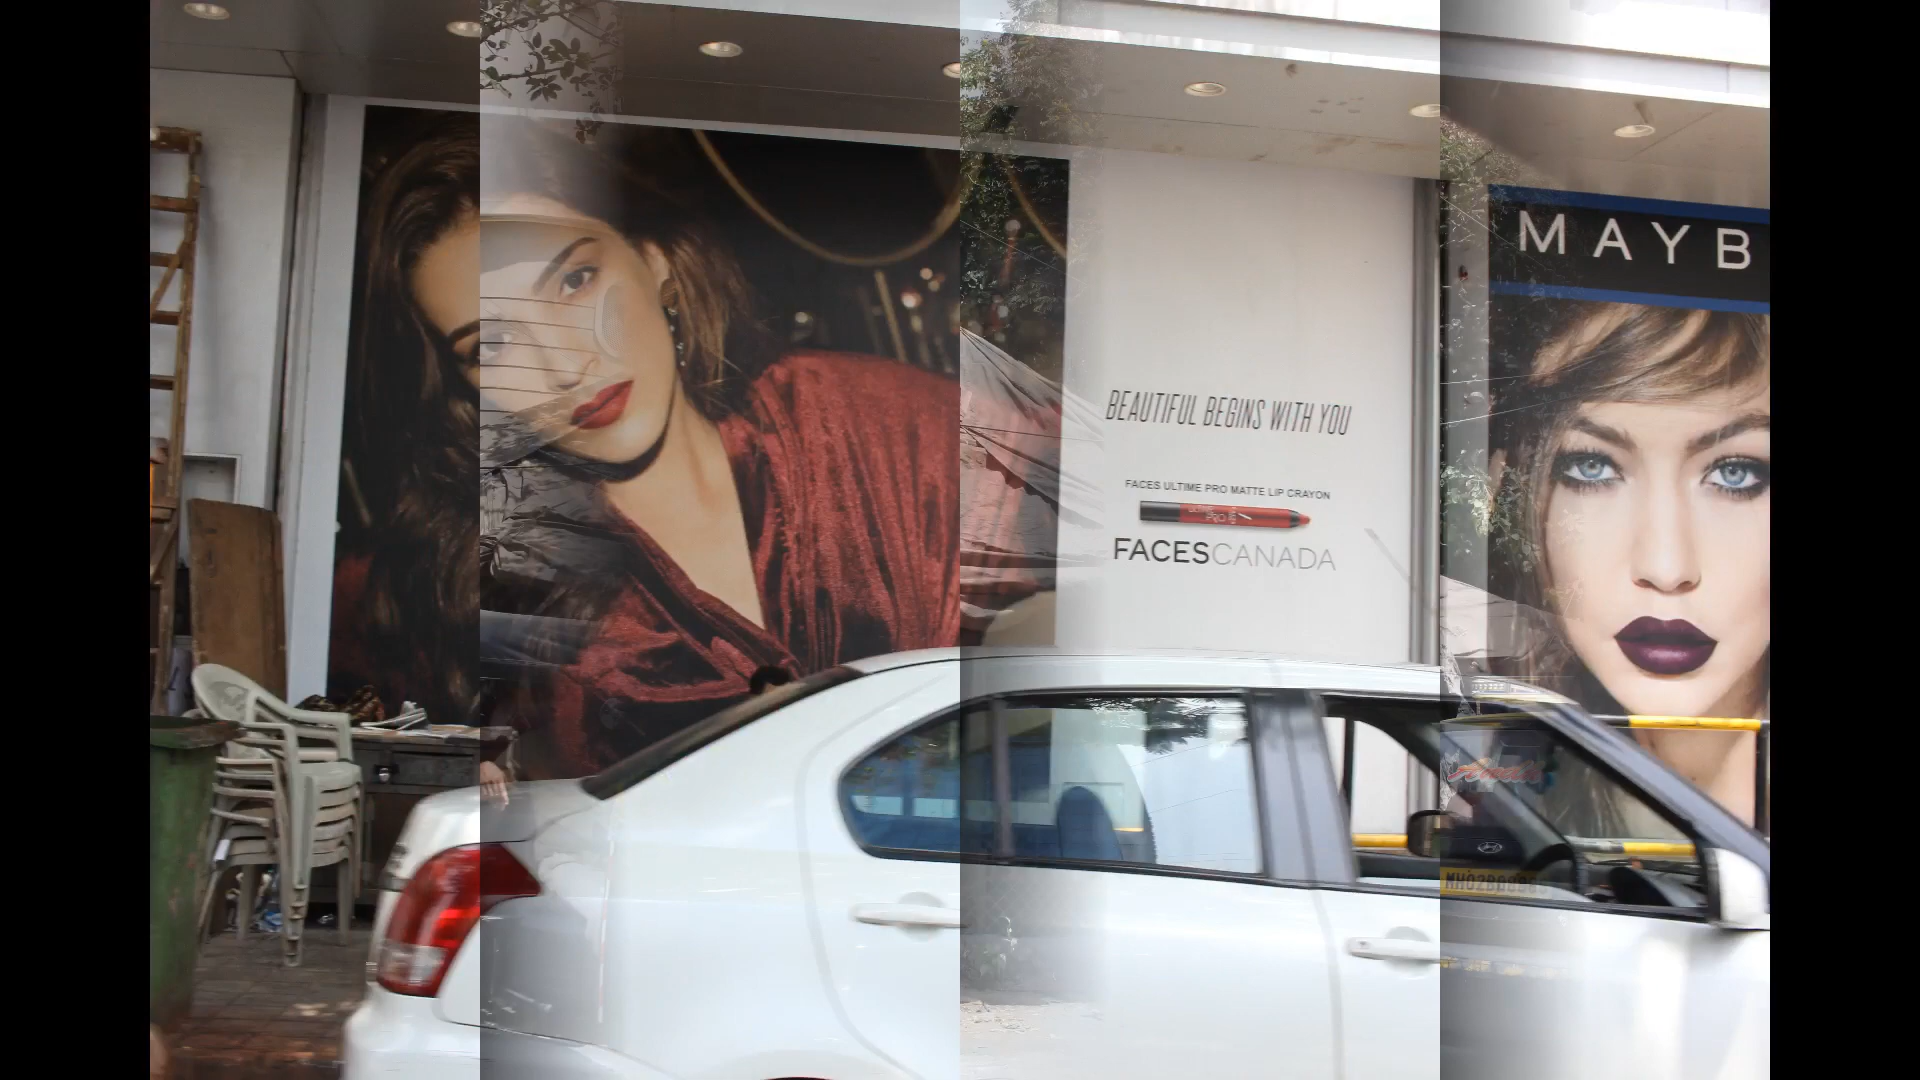 MAYB
BEAUTIFUL BEGINS WITH YOU
FACES ULTIME PRO MATTE LIP CRAYON
FACESCANADA